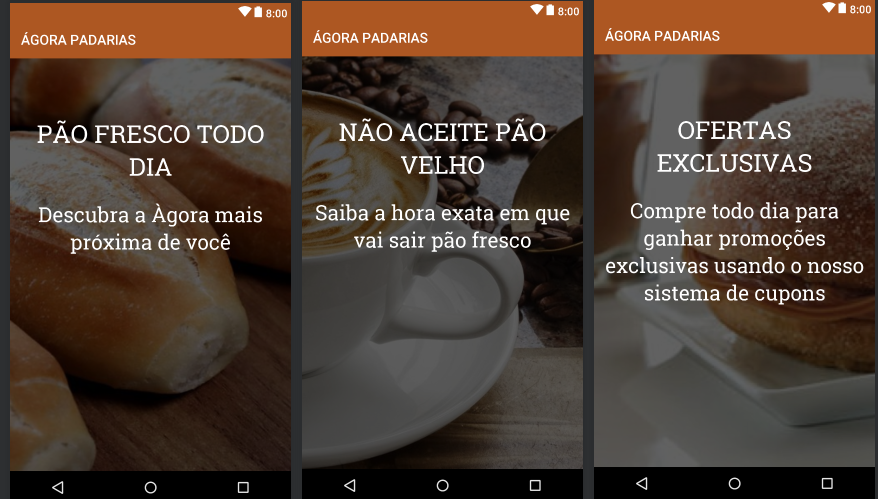 8:00
ÁGORA PADARIAS
PÃO FRESCO TODO
DIA
Descubra a Àgora mais
próxima de você
8:00
ÁGORA PADARIAS
NÃO ACEITE PÃO
VELHO
Saiba a hora exata em que
vai sair pão fresco
8:00
ÁGORA PADARIAS
OFERTAS
EXCLUSIVAS
Compre todo dia para
ganhar promoções
exclusivas usando o nosso
sistema de cupons